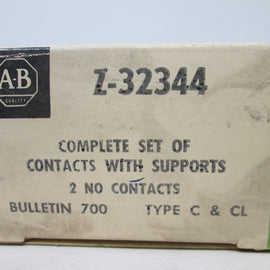 A-B
QUALITY
Z-32344
COMPLETE SET OF
CONTACTS WITH SUPPORTS
2 NO CONTACTS
BULLETIN 700 TYPE C & CL